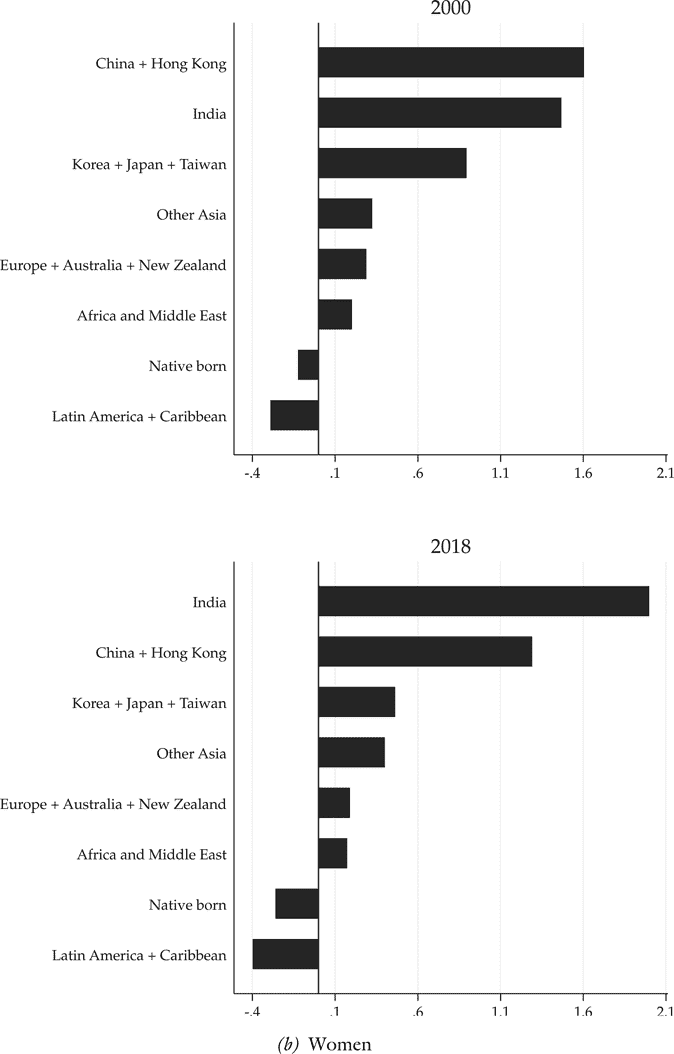 2000
China + Hong Kong
India
Korea + Japan + Taiwan
Other Asia
Europe + Australia + New Zealand
Africa and Middle East
Native born
Latin America + Caribbean
-.4 .1 .6 1.1 1.6 2.1
2018
India
China + Hong Kong
Korea + Japan + Taiwan
Other Asia
Europe + Australia + New Zealand
Africa and Middle East
Native born
Latin America + Caribbean
-.4 .1 .6 1.1 1.6 2.1
(b) Women